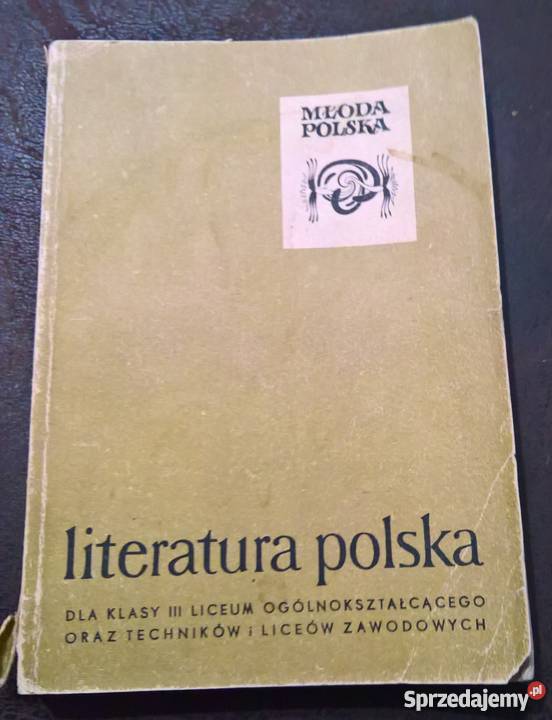 MŁODA
POLSKA
literatura polska
DLA KLASY III LICEUM OGÓLNOKSZTAŁCĄCEGO
ORAZ TECHNIKÓW i LICEÓW ZAWODOWYCH
Sprzedajemy.pl